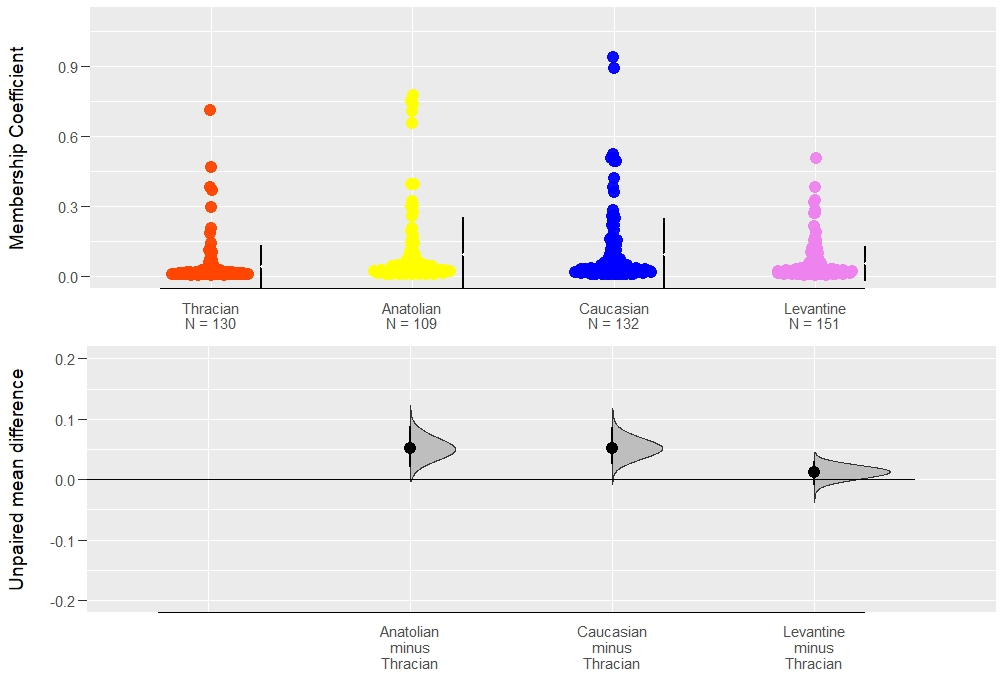 Membership Coefficient
0.9
0.6
0.3
0.0
Thracian
N = 130
Anatolian
N = 109
Caucasian
N = 132
Levantine
N = 151
Unpaired mean difference
0.2
0.1
0.0
-0.1
-0.2
Anatolian
minus
Thracian
Caucasian
minus
Thracian
Levantine
minus
Thracian